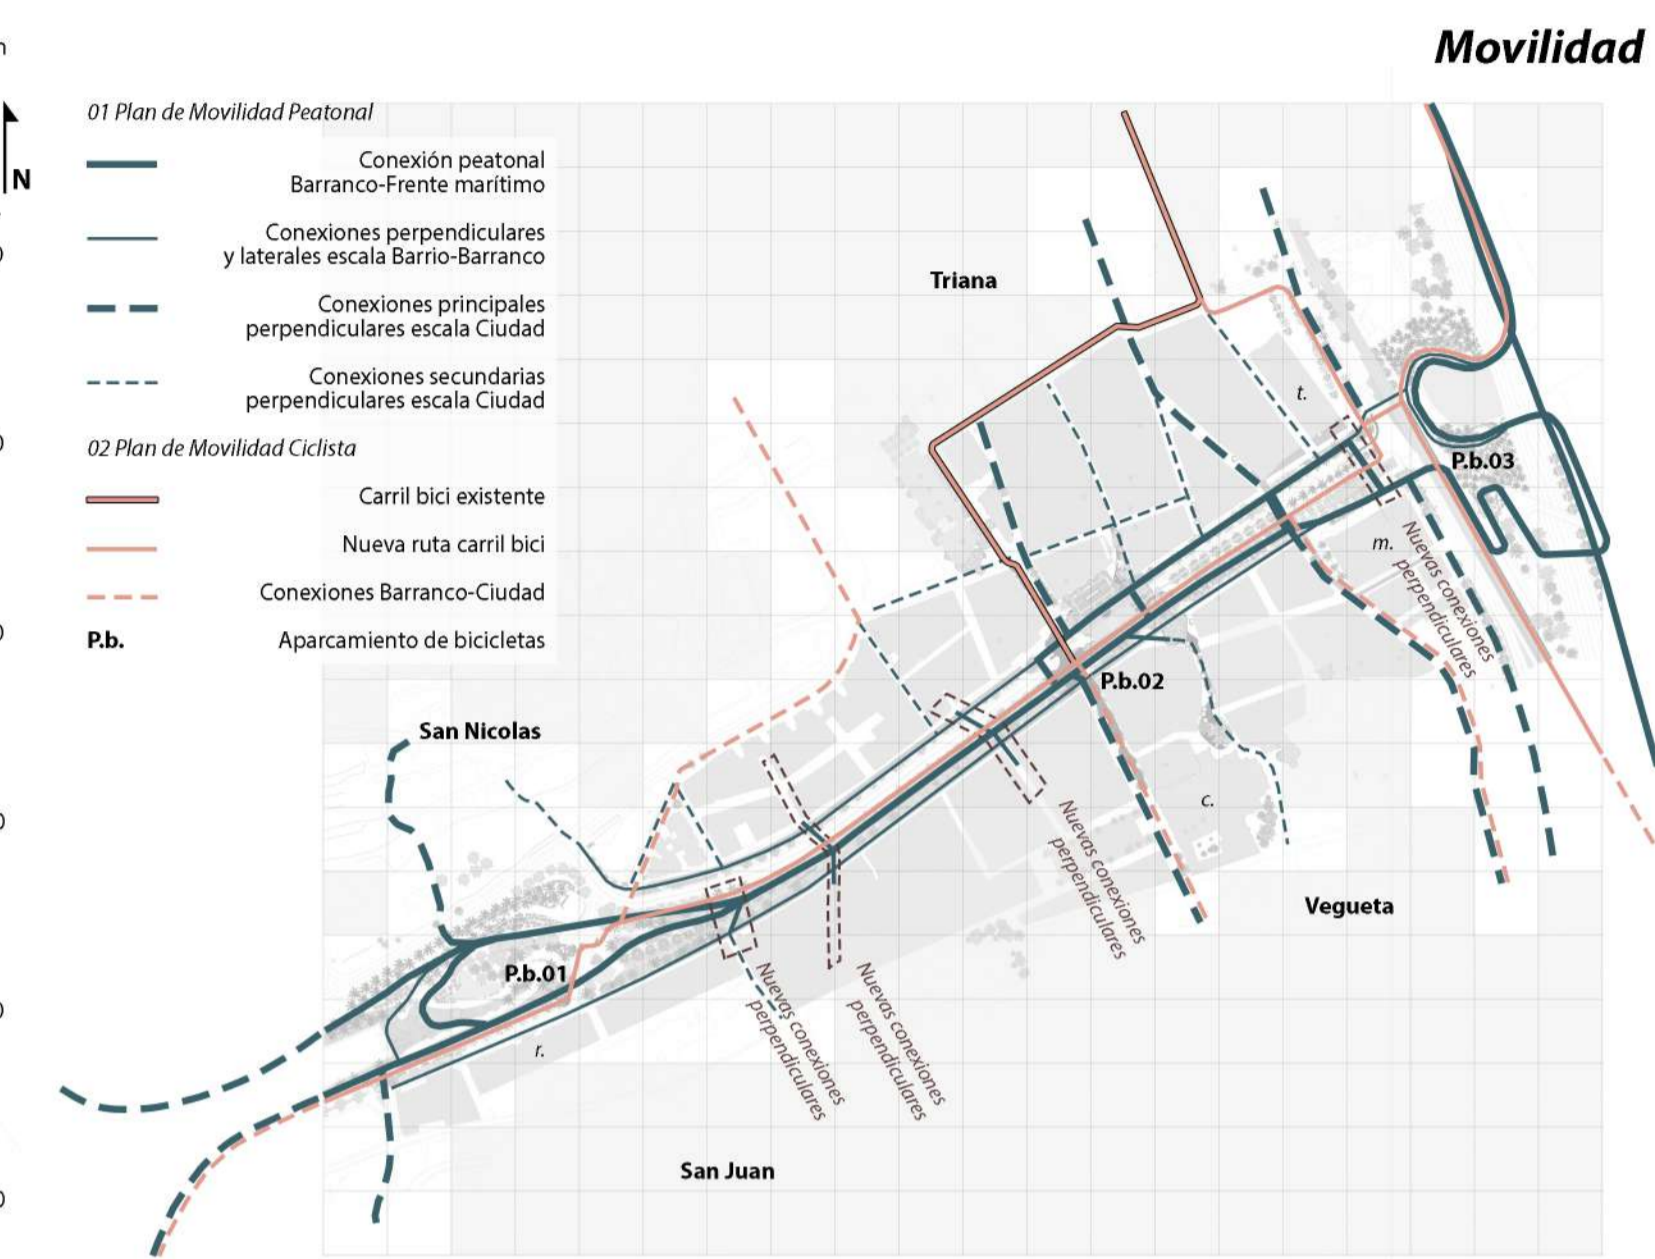 Movilidad
N
01 Plan de Movilidad Peatonal
Conexión peatonal
Barranco-Frente marítimo
Conexiones perpendiculares
y laterales escala Barrio-Barranco
Conexiones principales
perpendiculares escala Ciudad
Conexiones secundarias
perpendiculares escala Ciudad
02 Plan de Movilidad Ciclista
Carril bici existente
Nueva ruta carril bici
Conexiones Barranco-Ciudad
P.b.
Aparcamiento de bicicletas
Triana
t.
P.b.03
m.
Nuevas conexiones
perpendiculares
P.b.02
San Nicolas
c.
Nuevas conexiones
perpendiculares
Vegueta
P.b.01
Nuevas conexiones
perpendiculares
Nuevas conexiones
perpendiculares
r.
San Juan